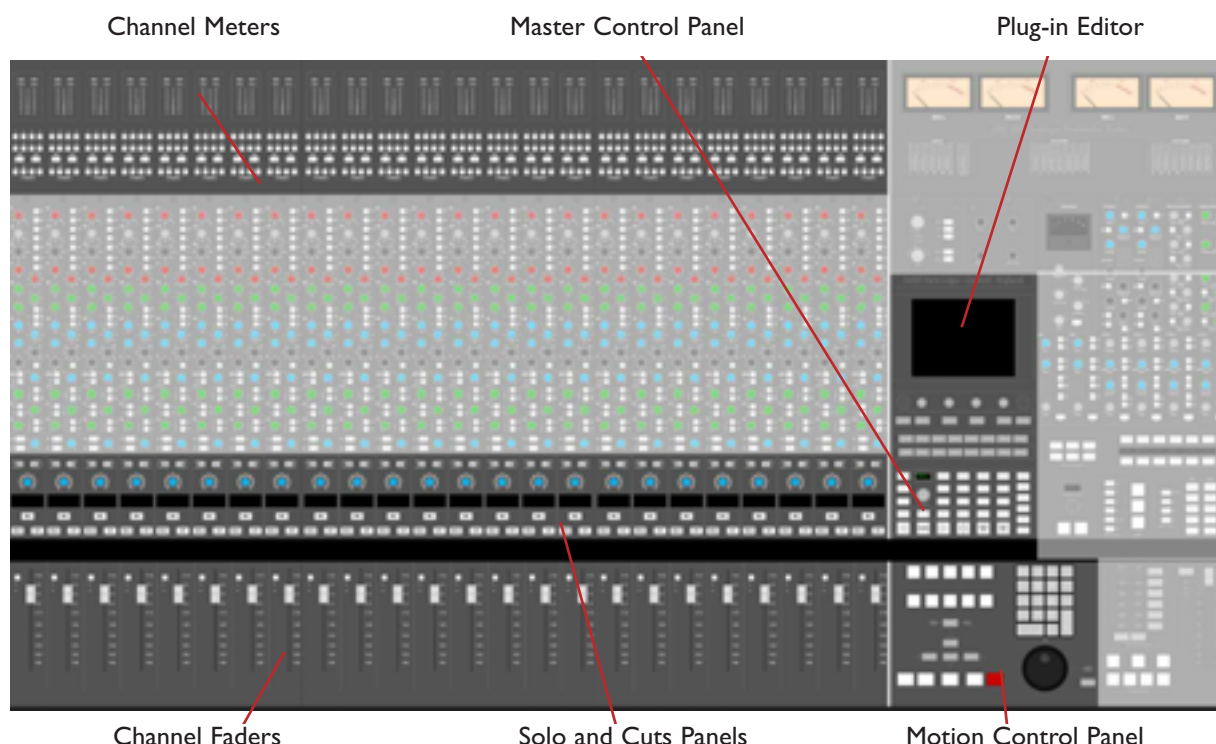 Channel Meters
Master Control Panel
Plug-in Editor
Channel Faders
Solo and Cuts Panels
Motion Control Panel